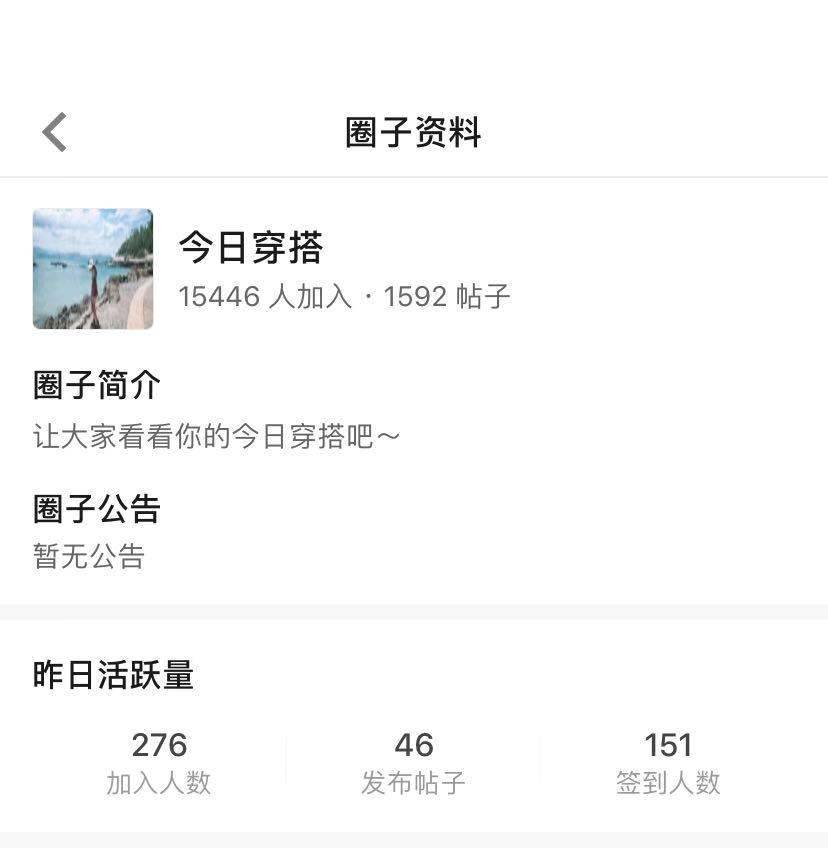 圈子资料
今日穿搭
15446 人加入 · 1592 帖子
圈子简介
让大家看看你的今日穿搭吧～
圈子公告
暂无公告
昨日活跃量
276 46 151
加入人数 发布帖子 签到人数